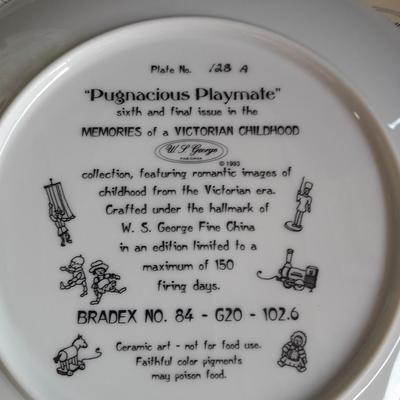 Plate No. 128 A
"Pugnacious Playmate"
sixth and final issue in the
MEMORIES of a VICTORIAN CHILDHOOD
W. S. George
FINE CHINA
© 1993
collection, featuring romantic images of
childhood from the Victorian era.
Crafted under the hallmark of
W. S. George Fine China
in an edition limited to a
maximum of 150
firing days.
BRADEX NO. 84 - G20 - 102.6
Ceramic art - not for food use.
Faithful color pigments
may poison food.